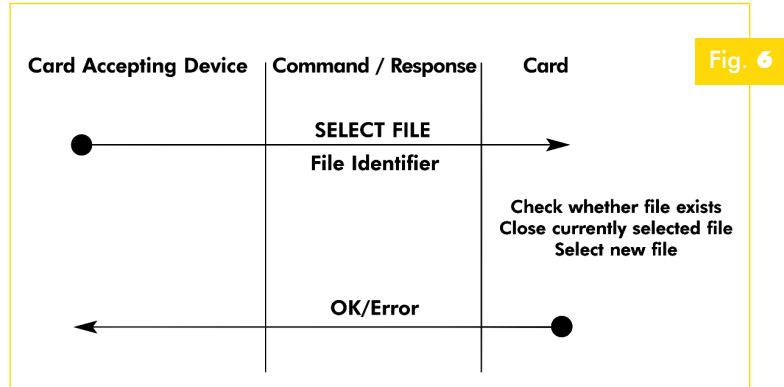 Fig. 6
Card Accepting Device
Command / Response
Card
SELECT FILE
File Identifier
Check whether file exists
Close currently selected file
Select new file
OK/Error